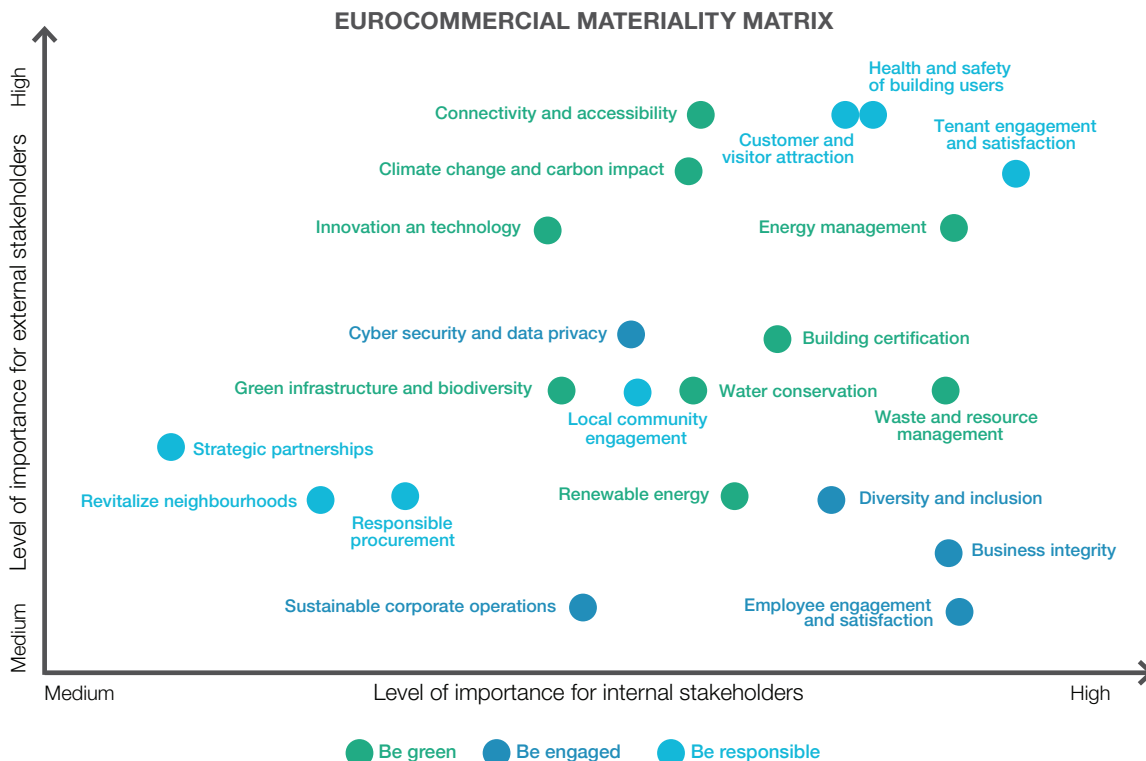 EUROCOMMERCIAL MATERIALITY MATRIX
High
Level of importance for external stakeholders
Medium
Health and safety
of building users
Connectivity and accessibility
Customer and
visitor attraction
Tenant engagement
and satisfaction
Climate change and carbon impact
Innovation an technology
Energy management
Cyber security and data privacy
Building certification
Green infrastructure and biodiversity
Local community
engagement
Water conservation
Waste and resource
management
Strategic partnerships
Revitalize neighbourhoods
Responsible
procurement
Renewable energy
Diversity and inclusion
Business integrity
Sustainable corporate operations
Employee engagement
and satisfaction
Medium
Level of importance for internal stakeholders
High
Be green
Be engaged
Be responsible